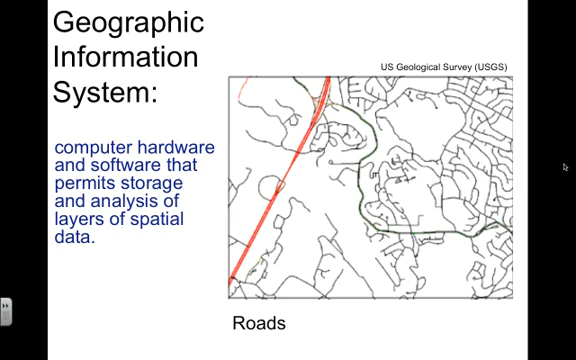 Geographic
Information
System:
US Geological Survey (USGS)
computer hardware
and software that
permits storage
and analysis of
layers of spatial
data.
Roads